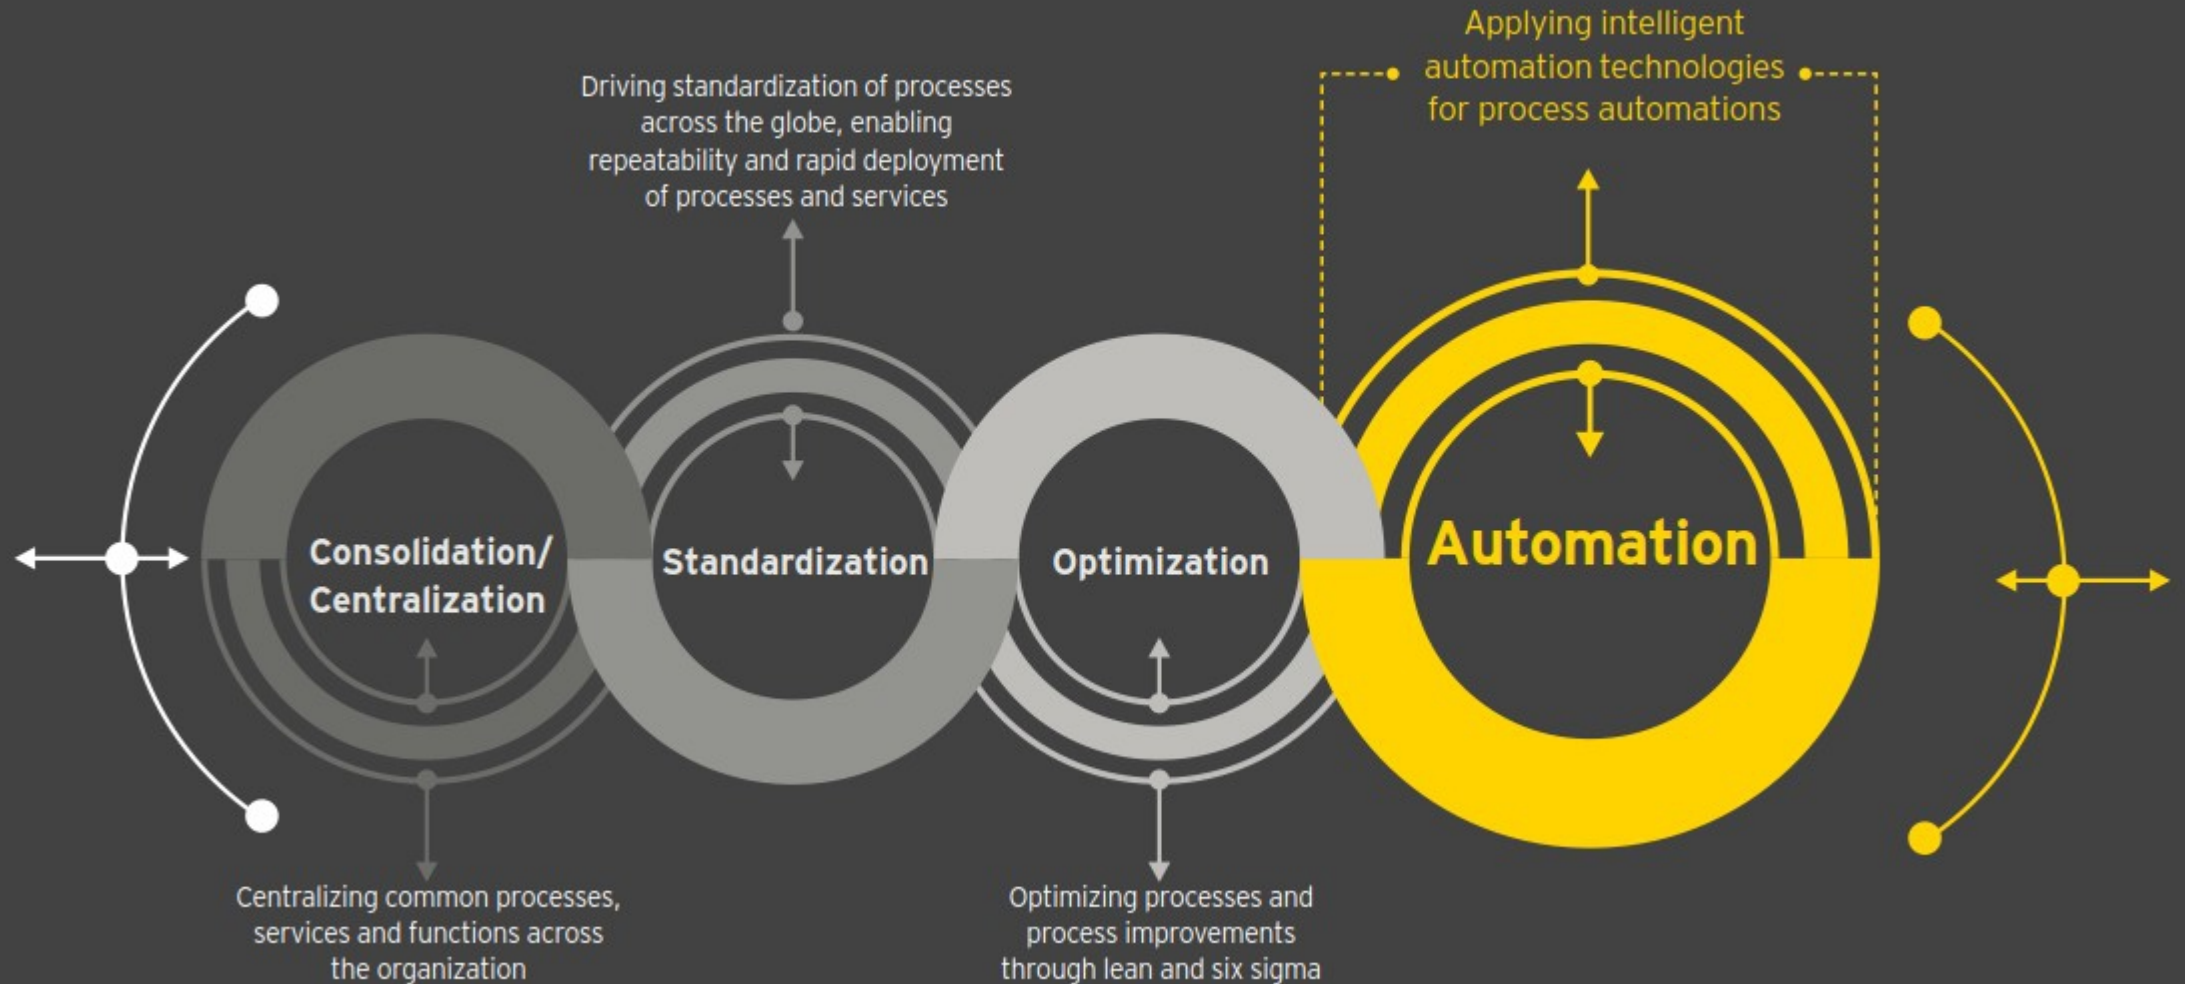 Applying intelligent
automation technologies
for process automations
Driving standardization of processes
across the globe, enabling
repeatability and rapid deployment
of processes and services
Consolidation/
Centralization
Standardization
Optimization
Automation
Centralizing common processes,
services and functions across
the organization
Optimizing processes and
process improvements
through lean and six sigma